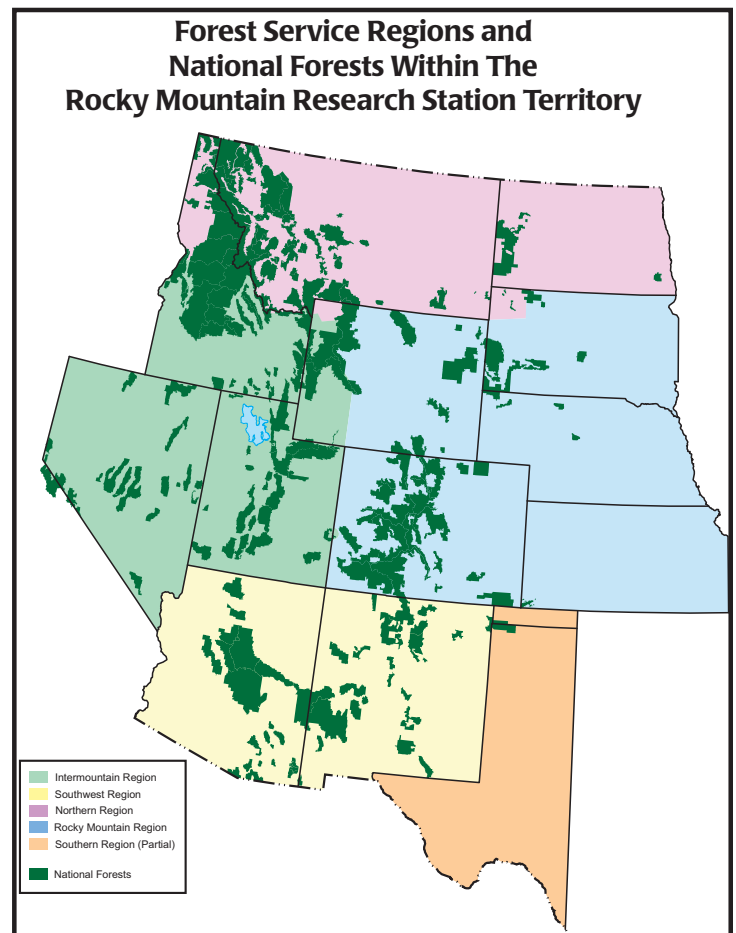 Forest Service Regions and
National Forests Within The
Rocky Mountain Research Station Territory
Intermountain Region
Southwest Region
Northern Region
Rocky Mountain Region
Southern Region (Partial)
National Forests